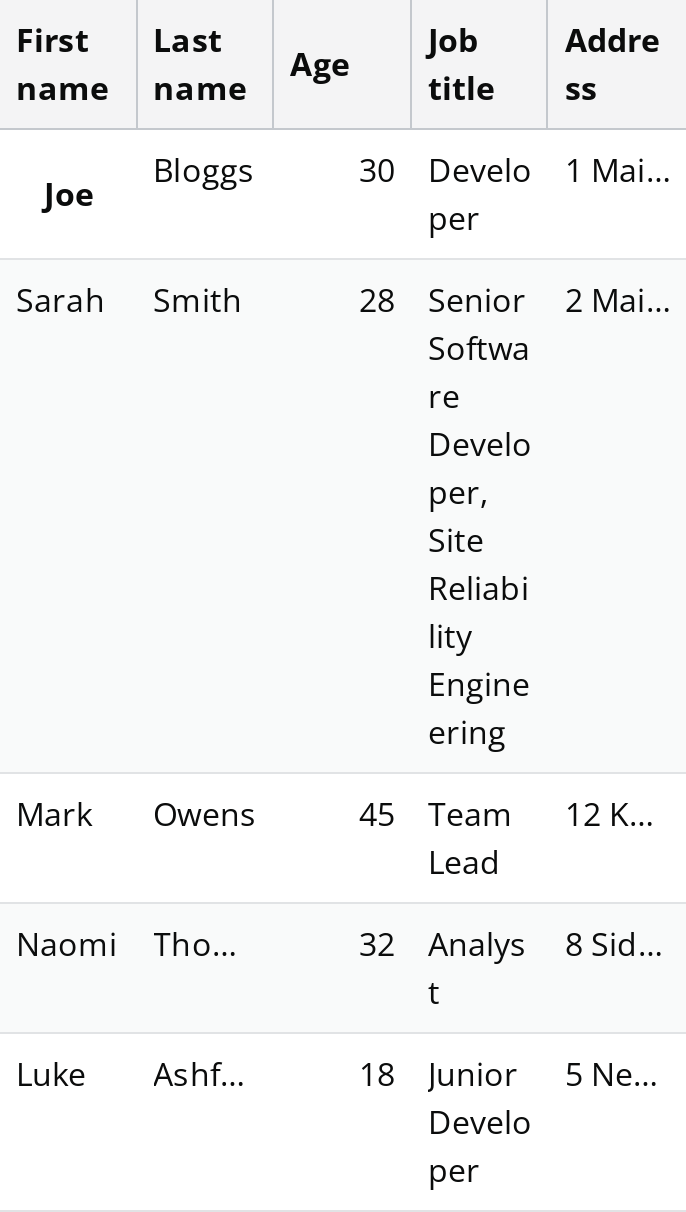 First name Last name Age Job title Address
Joe Bloggs 30 Developer 1 Mai...
Sarah Smith 28 Senior Software Developer, Site Reliability Engineering 2 Mai...
Mark Owens 45 Team Lead 12 K...
Naomi Tho... 32 Analyst 8 Sid...
Luke Ashf... 18 Junior Developer 5 Ne...